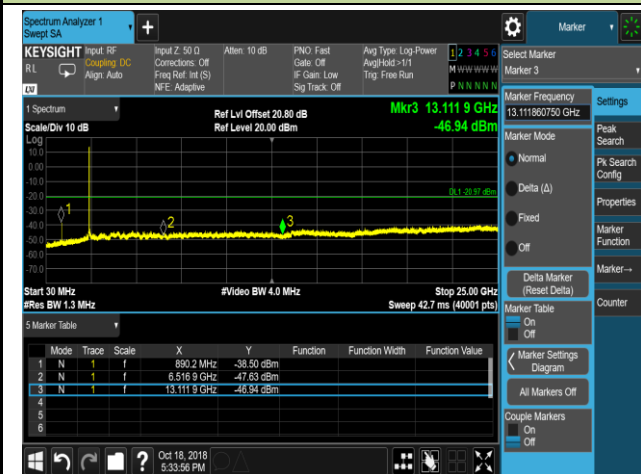 Spectrum Analyzer 1
Swept SA
+
Marker
KEYSIGHT
RL
LXI
Input: RF
Coupling: DC
Align: Auto
Input Z: 50 Ω
Corrections: Off
Freq Ref: Int (S)
NFE: Adaptive
Atten: 10 dB
PNO: Fast
Gate: Off
IF Gain: Low
Sig Track: Off
Avg Type: Log-Power
Avg|Hold:>1/1
Trig: Free Run
1 2 3 4 5 6
M W W W W W
P N N N N N
Select Marker
Marker 3
1 Spectrum
Scale/Div 10 dB
Ref Lvl Offset 20.80 dB
Ref Level 20.00 dBm
Mkr3 13.111 9 GHz
-46.94 dBm
Log
10.0
0.00
-10.0
-20.0
-30.0
-40.0
-50.0
-60.0
-70.0
DL1 -20.97 dBm
1
2
3
Start 30 MHz
#Res BW 1.3 MHz
#Video BW 4.0 MHz
Stop 25.00 GHz
Sweep 42.7 ms (40001 pts)
5 Marker Table
Mode Trace Scale X Y Function Function Width Function Value
1 N 1 f 890.2 MHz -38.50 dBm
2 N 1 f 6.516 9 GHz -47.63 dBm
3 N 1 f 13.111 9 GHz -46.94 dBm
4
5
6
Marker Frequency
13.111860750 GHz
Marker Mode
Normal
Delta (Δ)
Fixed
Off
Delta Marker
(Reset Delta)
Marker Table
On
Off
Marker Settings
Diagram
All Markers Off
Couple Markers
On
Off
Settings
Peak
Search
Pk Search
Config
Properties
Marker
Function
Marker→
Counter
?
Oct 18, 2018
5:33:56 PM